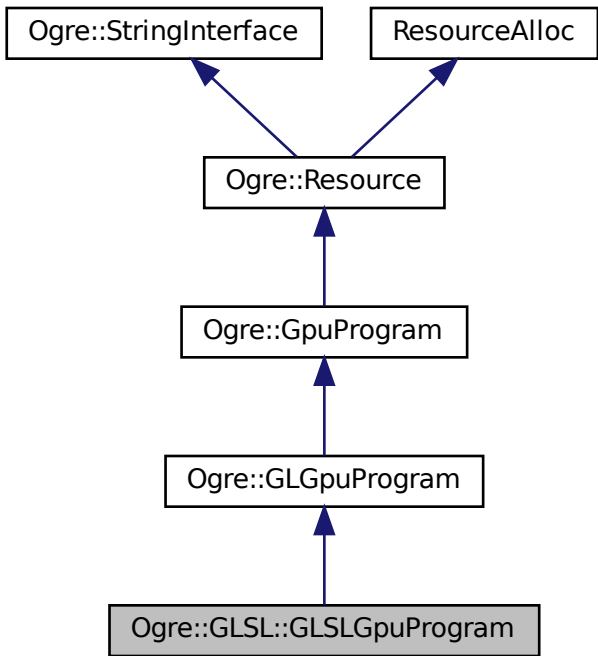 Ogre::StringInterface
ResourceAlloc
Ogre::Resource
Ogre::GpuProgram
Ogre::GLGpuProgram
Ogre::GLSL::GLSLGpuProgram